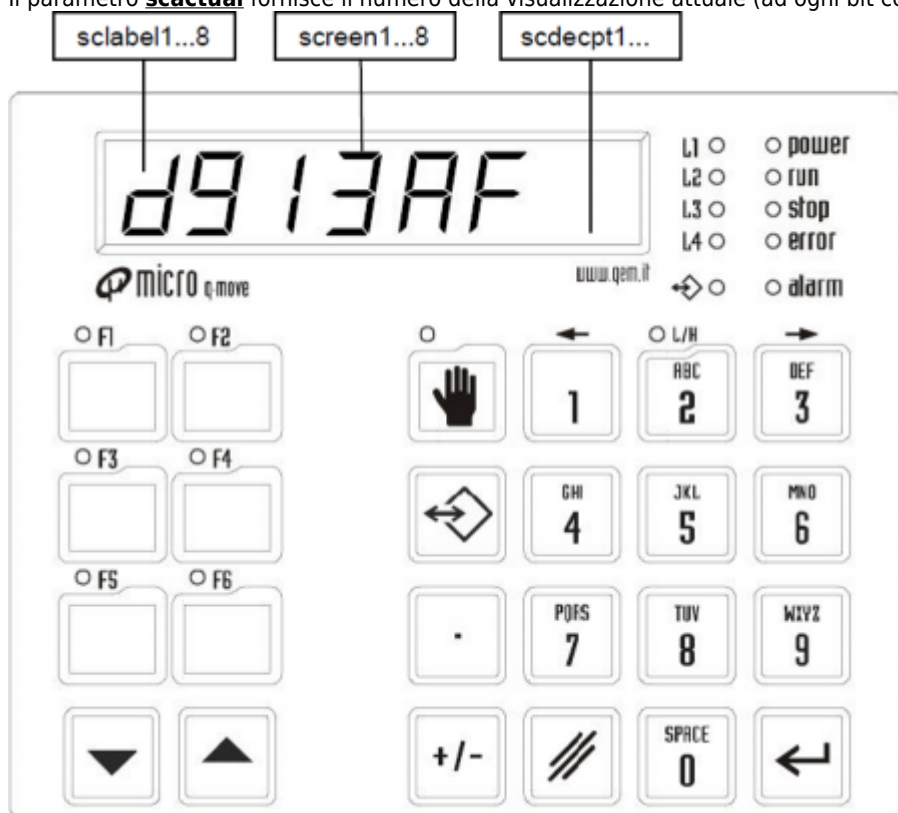 Il parametro scactual fornisce il numero della visualizzazione attuale (ad ogni bit co
sclabel1...8 screen1...8 scdecpt1...
d913AF
L1 power
L2 run
L3 stop
L4 error
alarm
micro q-move www.qem.it
F1 F2 L/H
ABC DEF
1 2 3
F3 F4
GHI JKL MNO
4 5 6
F5 F6
PQRS TUV WXYZ
. 7 8 9
SPACE
+/- 0